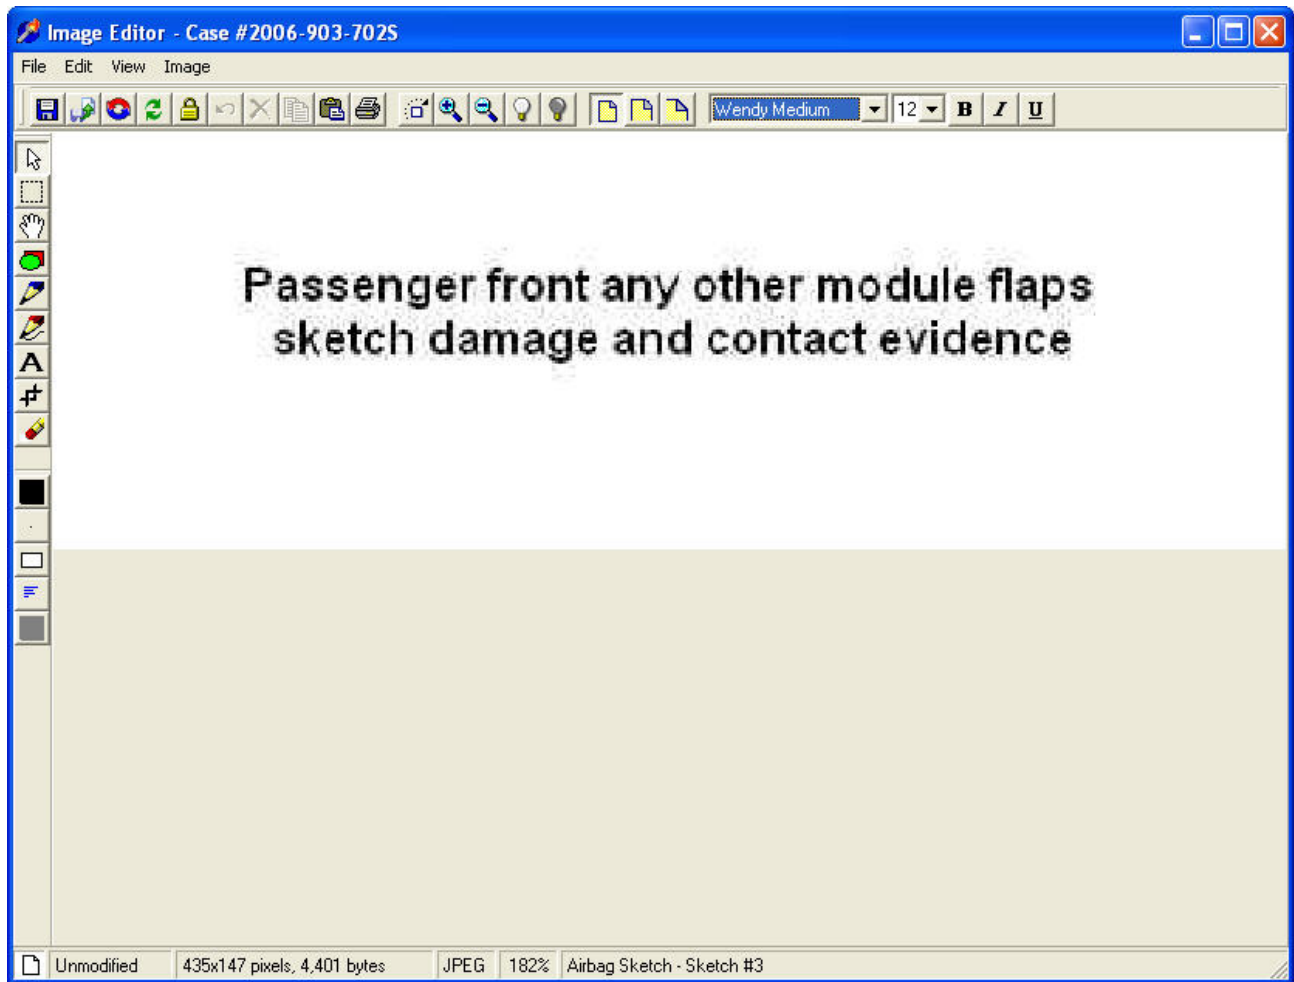 Image Editor - Case #2006-903-702S
File Edit View Image
Wendy Medium 12 B I U
A
Passenger front any other module flaps
sketch damage and contact evidence
Unmodified 435x147 pixels, 4,401 bytes JPEG 182% Airbag Sketch - Sketch #3